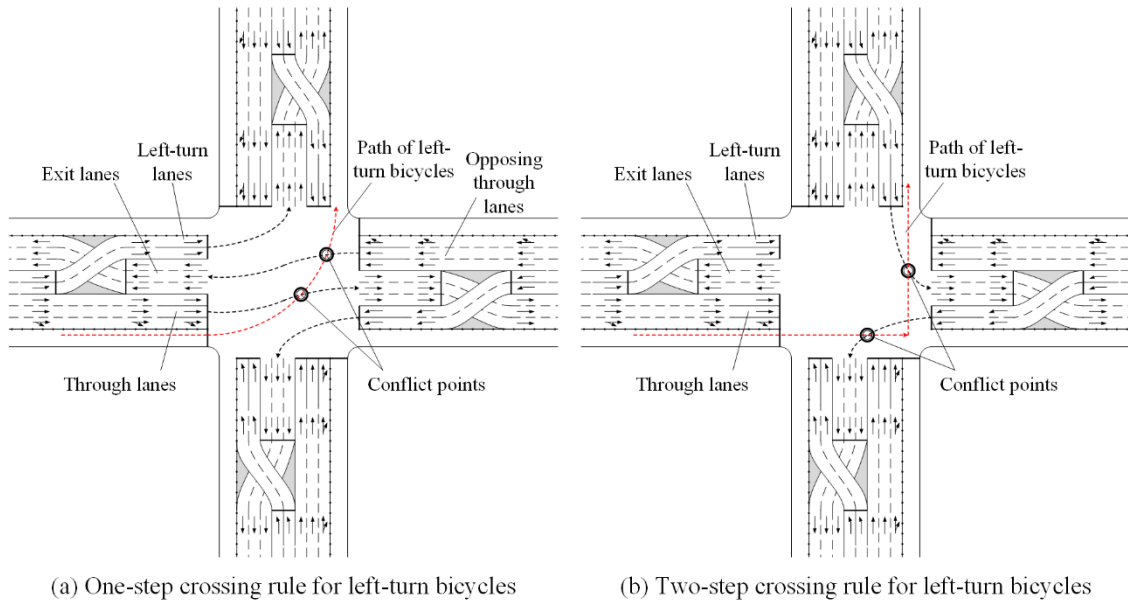 Left-turn
lanes
Exit lanes
Path of left-
turn bicycles
Opposing
through
lanes
Through lanes
Conflict points
(a) One-step crossing rule for left-turn bicycles
Left-turn
lanes
Exit lanes
Path of left-
turn bicycles
Through lanes
Conflict points
(b) Two-step crossing rule for left-turn bicycles